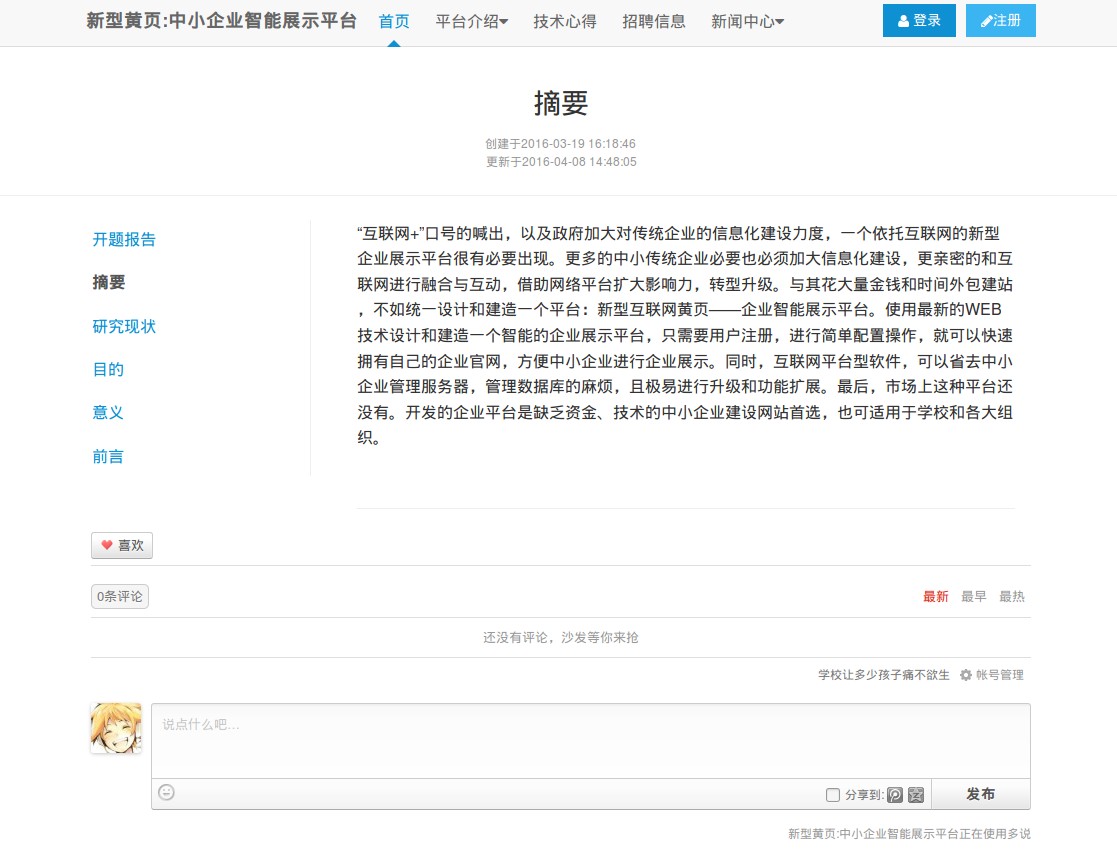 新型黄页:中小企业智能展示平台 首页 平台介绍 技术心得 招聘信息 新闻中心 登录 注册
摘要
创建于2016-03-19 16:18:46
更新于2016-04-08 14:48:05
开题报告
摘要
研究现状
目的
意义
前言
“互联网+”口号的喊出，以及政府加大对传统企业的信息化建设力度，一个依托互联网的新型
企业展示平台很有必要出现。更多的中小传统企业必要也必须加大信息化建设，更亲密的和互
联网进行融合与互动，借助网络平台扩大影响力，转型升级。与其花大量金钱和时间外包建站
，不如统一设计和建造一个平台：新型互联网黄页——企业智能展示平台。使用最新的WEB
技术设计和建造一个智能的企业展示平台，只需要用户注册，进行简单配置操作，就可以快速
拥有自己的企业官网，方便中小企业进行企业展示。同时，互联网平台型软件，可以省去中小
企业管理服务器，管理数据库的麻烦，且极易进行升级和功能扩展。最后，市场上这种平台还
没有。开发的企业平台是缺乏资金、技术的中小企业建设网站首选，也可适用于学校和各大组
织。
喜欢
0条评论 最新 最早 最热
还没有评论，沙发等你来抢
学校让多少孩子痛不欲生 帐号管理
说点什么吧...
分享到: 发布
新型黄页:中小企业智能展示平台正在使用多说